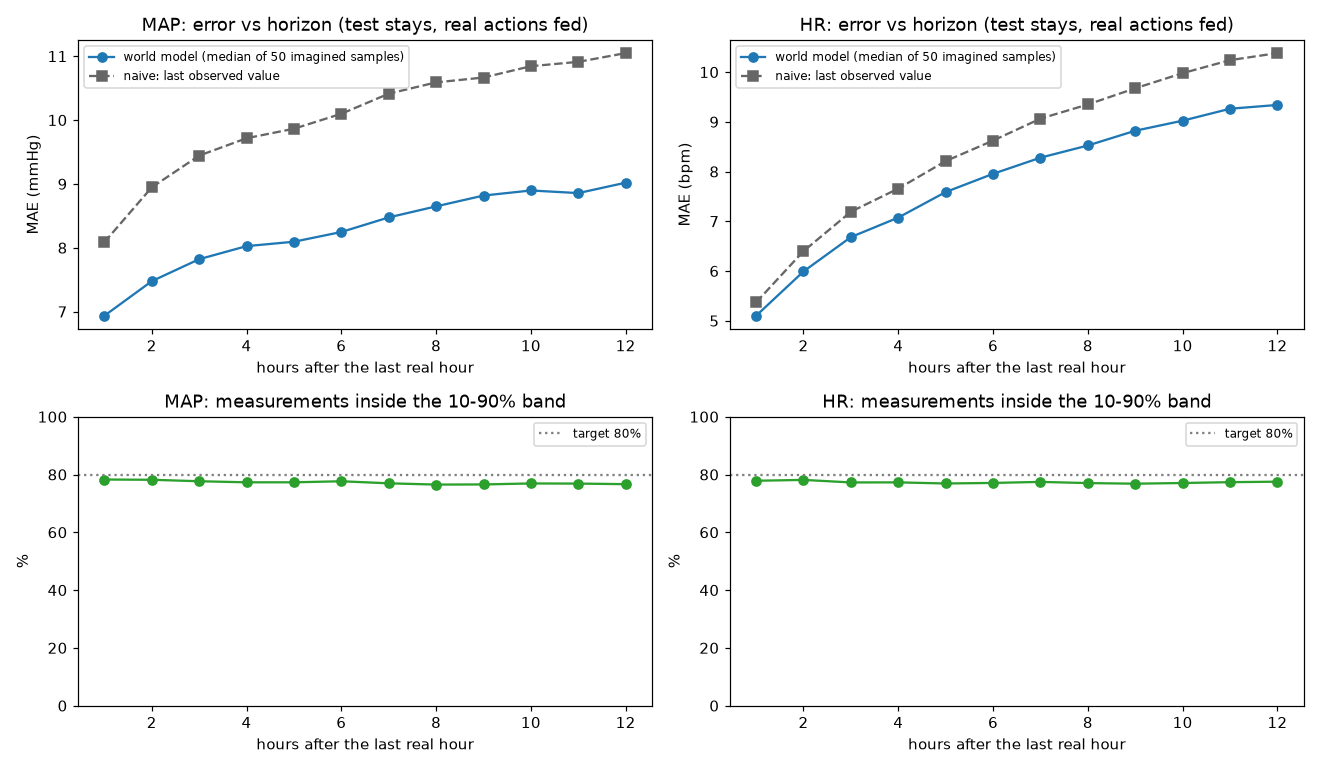 MAP: error vs horizon (test stays, real actions fed)
world model (median of 50 imagined samples)
naive: last observed value
MAE (mmHg)
11
10
9
8
7
2 4 6 8 10 12
hours after the last real hour
HR: error vs horizon (test stays, real actions fed)
world model (median of 50 imagined samples)
naive: last observed value
MAE (bpm)
10
9
8
7
6
5
2 4 6 8 10 12
hours after the last real hour
MAP: measurements inside the 10-90% band
target 80%
%
100
80
60
40
20
0
2 4 6 8 10 12
hours after the last real hour
HR: measurements inside the 10-90% band
target 80%
%
100
80
60
40
20
0
2 4 6 8 10 12
hours after the last real hour